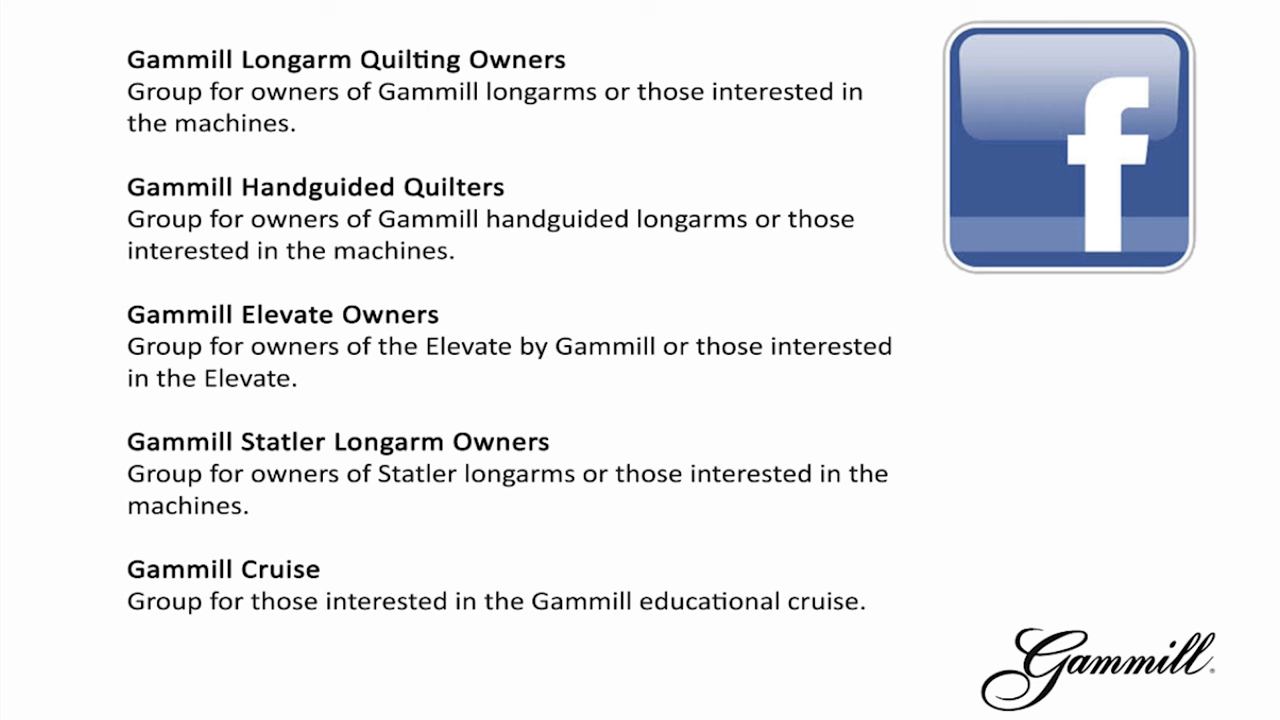 Gammill Longarm Quilting Owners
Group for owners of Gammill longarms or those interested in
the machines.
Gammill Handguided Quilters
Group for owners of Gammill handguided longarms or those
interested in the machines.
Gammill Elevate Owners
Group for owners of the Elevate by Gammill or those interested
in the Elevate.
Gammill Statler Longarm Owners
Group for owners of Statler longarms or those interested in the
machines.
Gammill Cruise
Group for those interested in the Gammill educational cruise.
f
Gammill